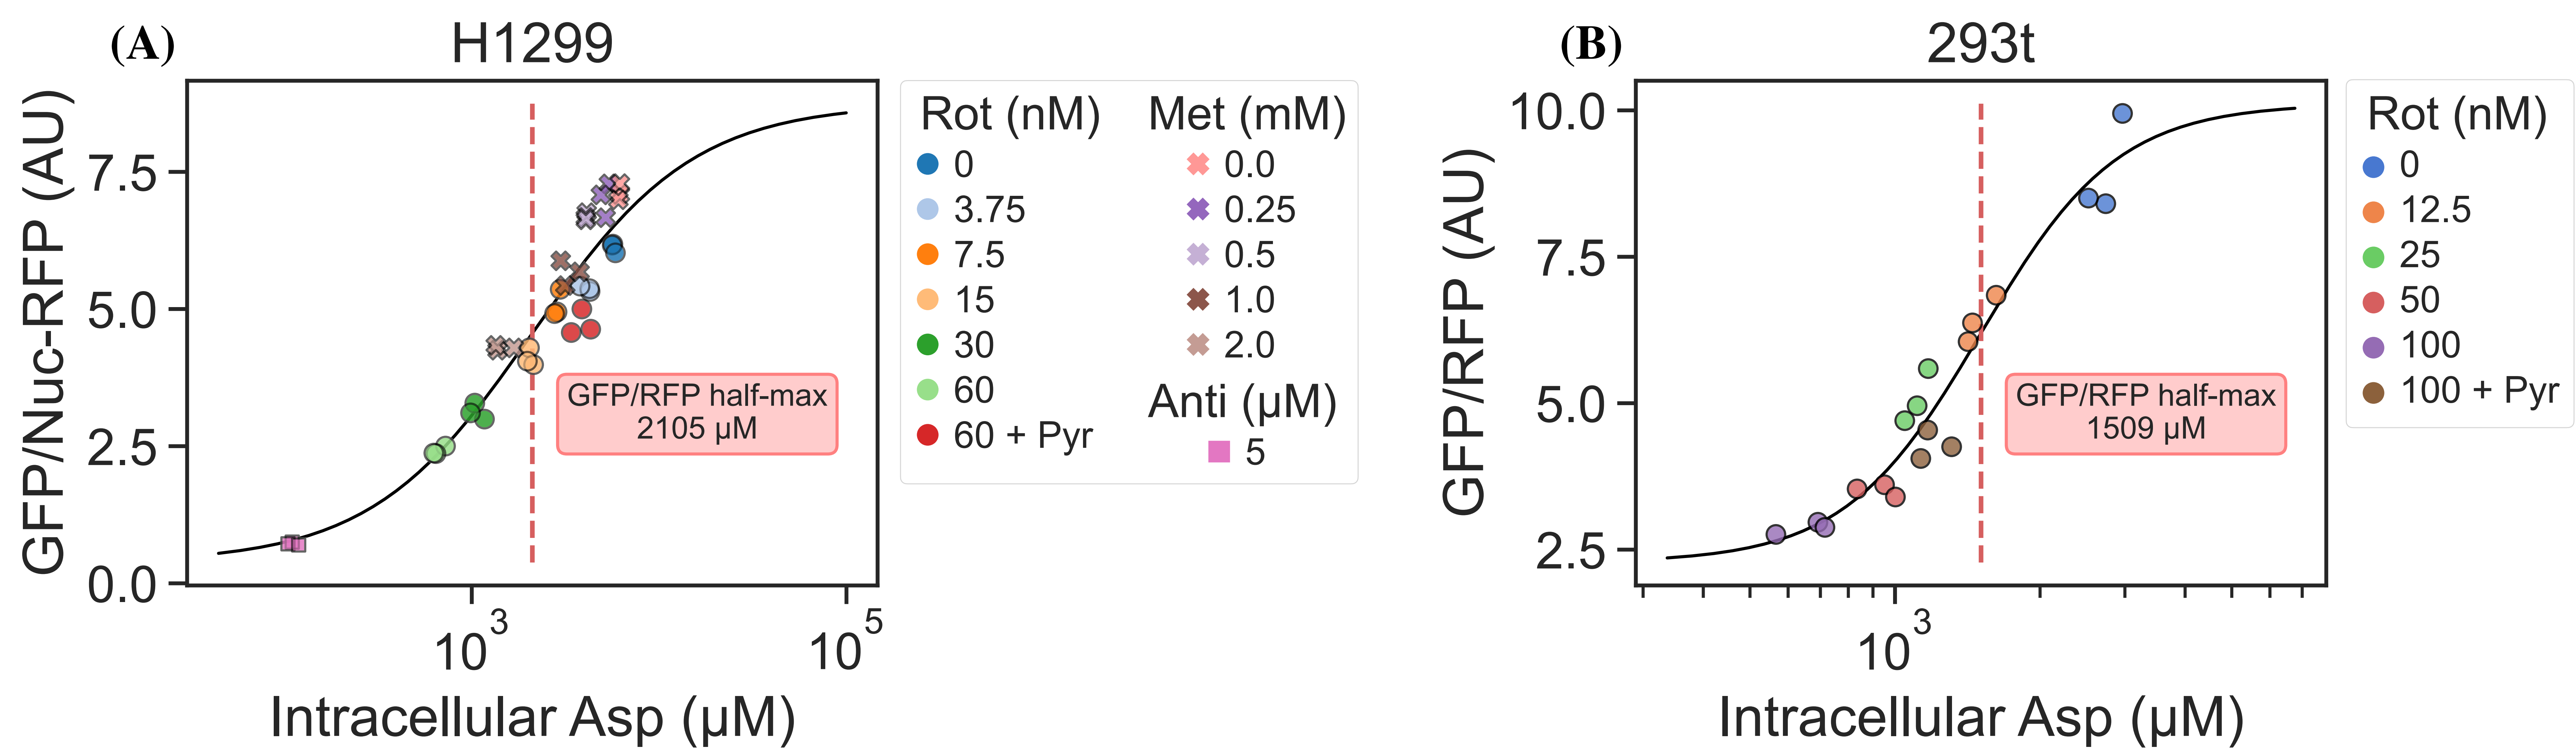 (A)
H1299
GFP/Nuc-RFP (AU)
7.5
5.0
2.5
0.0
10^3
10^5
Intracellular Asp (µM)
GFP/RFP half-max
2105 µM
Rot (nM)
0
3.75
7.5
15
30
60
60 + Pyr
Met (mM)
0.0
0.25
0.5
1.0
2.0
Anti (µM)
5
(B)
293t
GFP/RFP (AU)
10.0
7.5
5.0
2.5
10^3
Intracellular Asp (µM)
GFP/RFP half-max
1509 µM
Rot (nM)
0
12.5
25
50
100
100 + Pyr